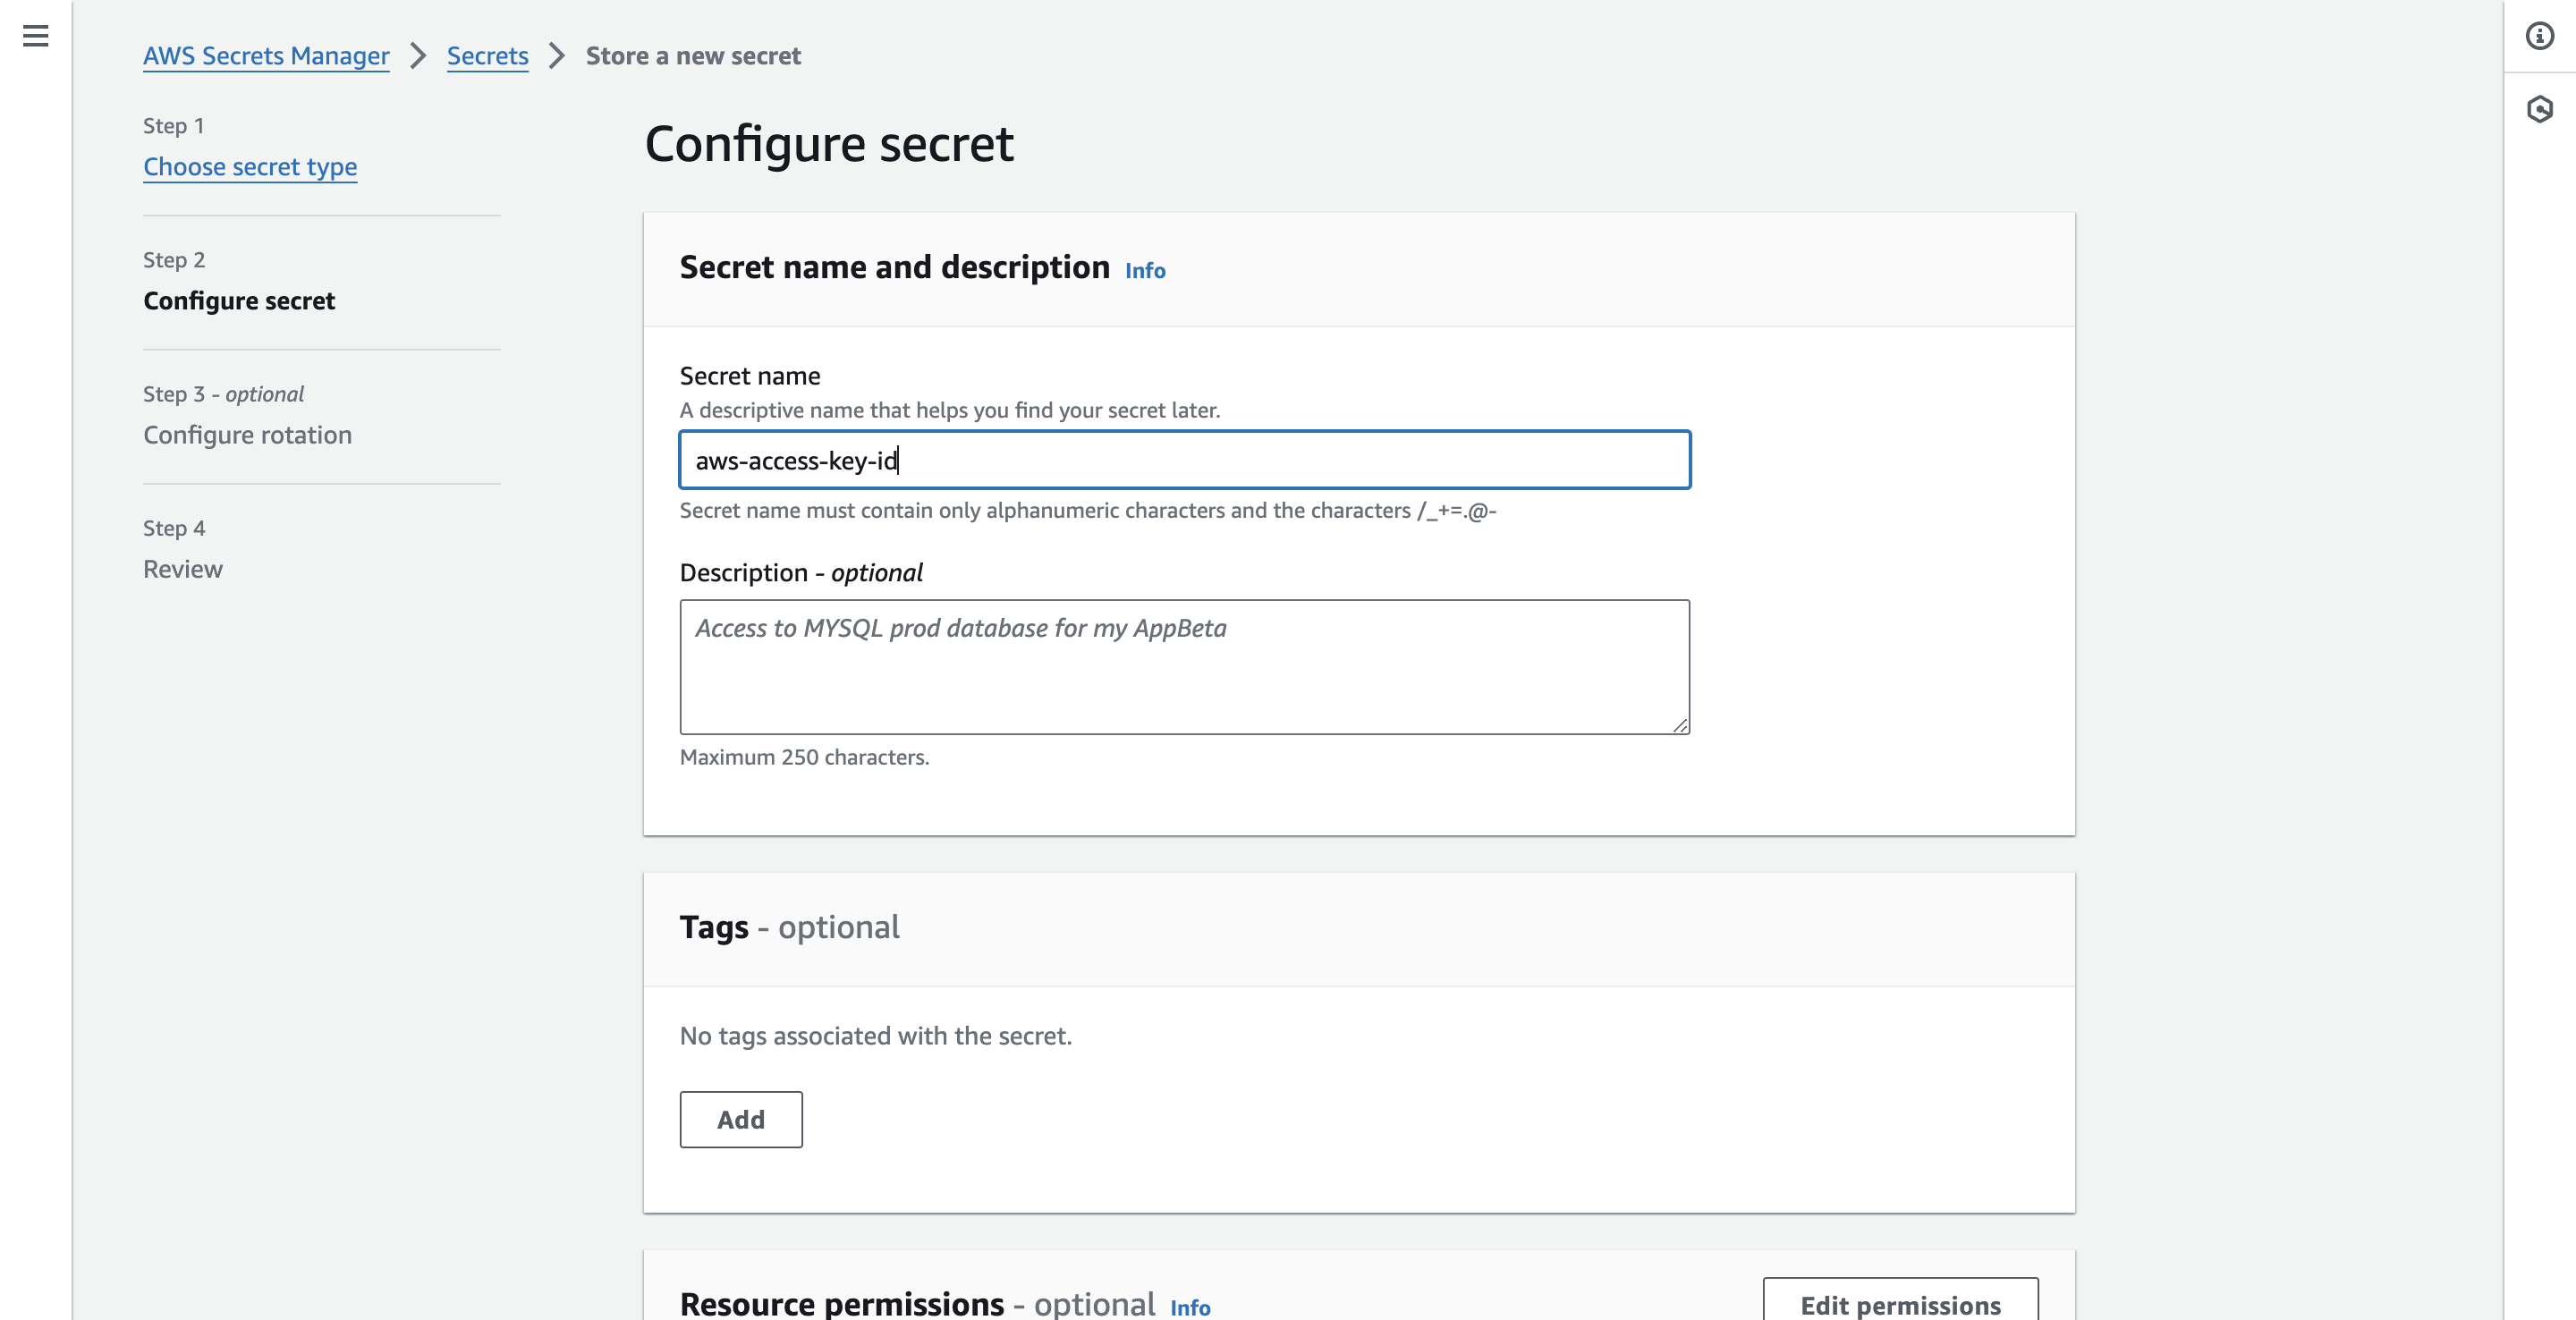 AWS Secrets Manager > Secrets > Store a new secret
Step 1
Choose secret type
Step 2
Configure secret
Step 3 - optional
Configure rotation
Step 4
Review
Configure secret
Secret name and description Info
Secret name
A descriptive name that helps you find your secret later.
aws-access-key-id
Secret name must contain only alphanumeric characters and the characters /_+=.@-
Description - optional
Access to MYSQL prod database for my AppBeta
Maximum 250 characters.
Tags - optional
No tags associated with the secret.
Add
Resource permissions - optional Info
Edit permissions